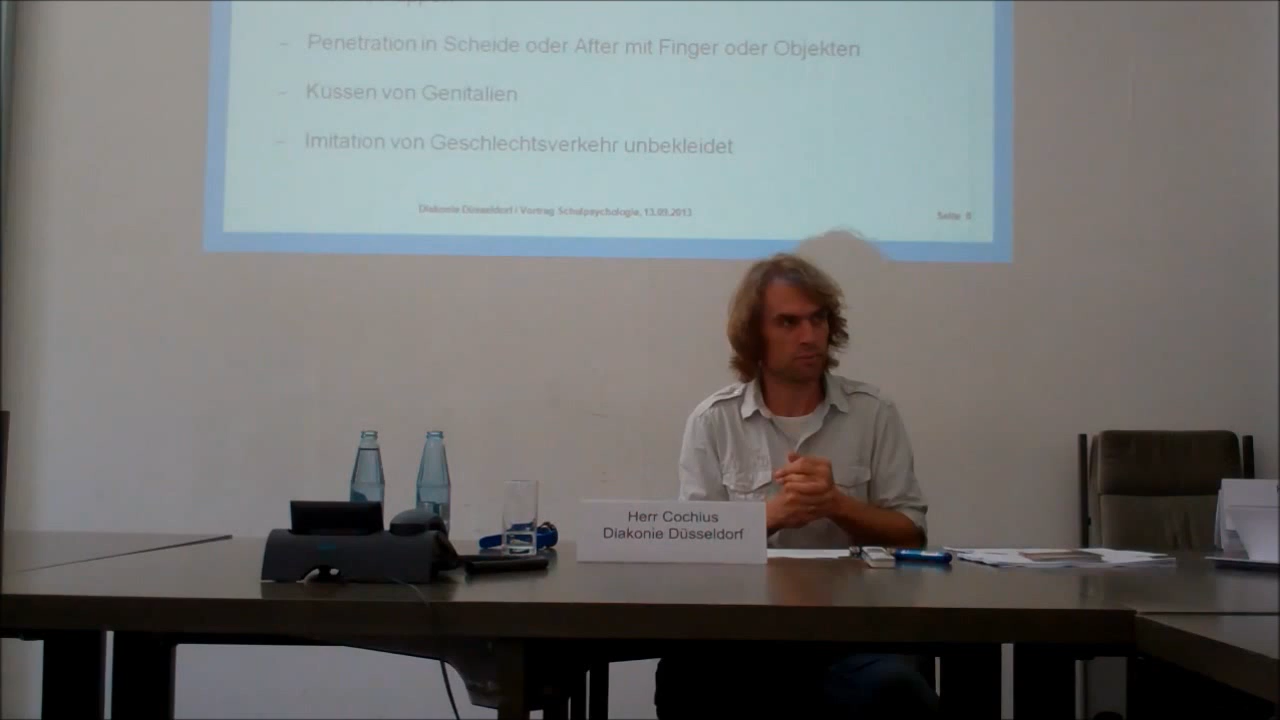 – Penetration in Scheide oder After mit Finger oder Objekten
– Küssen von Genitalien
– Imitation von Geschlechtsverkehr unbekleidet
Diakonie Düsseldorf / Vortrag Schulpsychologie, 13.09.2013
Seite 8
Herr Cochius
Diakonie Düsseldorf